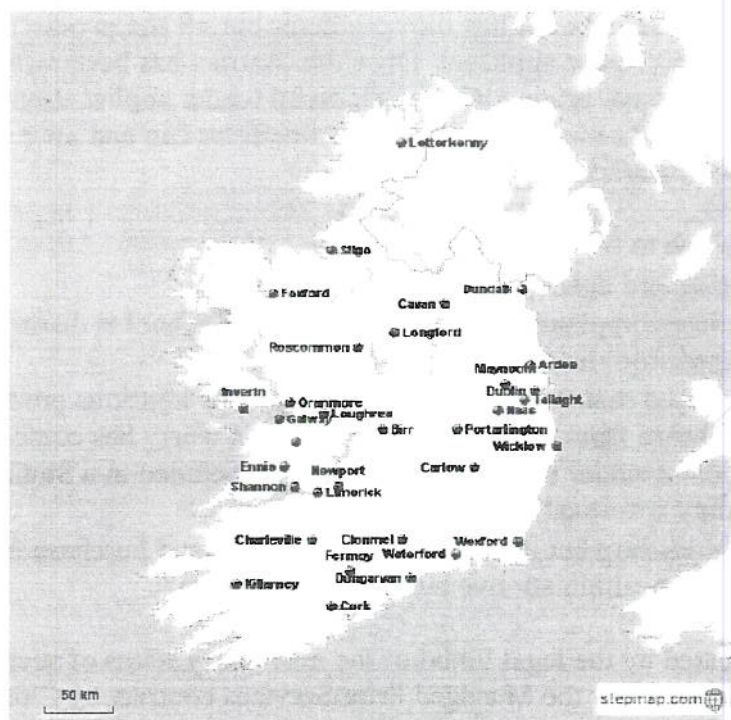 Letterkenny
Sligo
Foxford
Dundalk
Cavan
Longford
Roscommon
Ardee
Maynooth
Dublin
Tallaght
Inverin
Oranmore
Naas
Loughrea
Galway
Birr
Portarlington
Wicklow
Ennis
Newport
Carlow
Shannon
Limerick
Charleville
Clonmel
Wexford
Fermoy
Waterford
Dungarvan
Killarney
Cork
50 km
stepmap.com